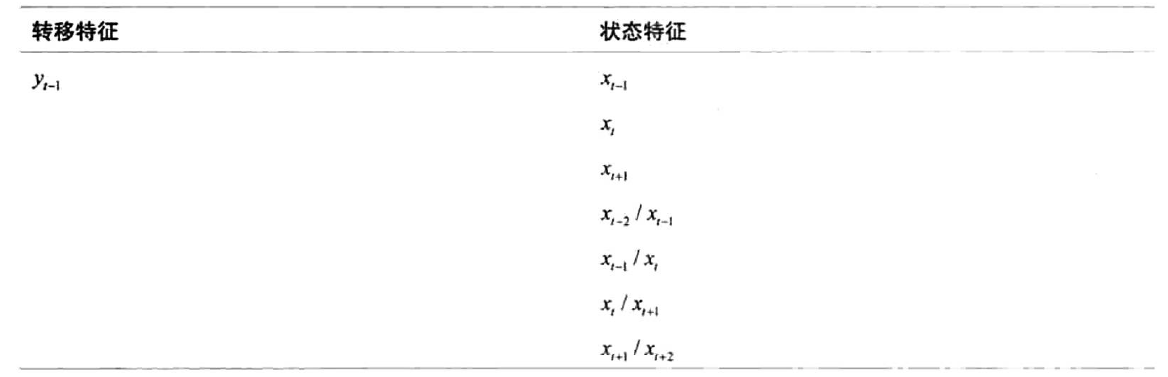 转移特征 状态特征
y_{t-1} x_{t-1}
x_t
x_{t+1}
x_{t-2} / x_{t-1}
x_{t-1} / x_t
x_t / x_{t+1}
x_{t+1} / x_{t+2}